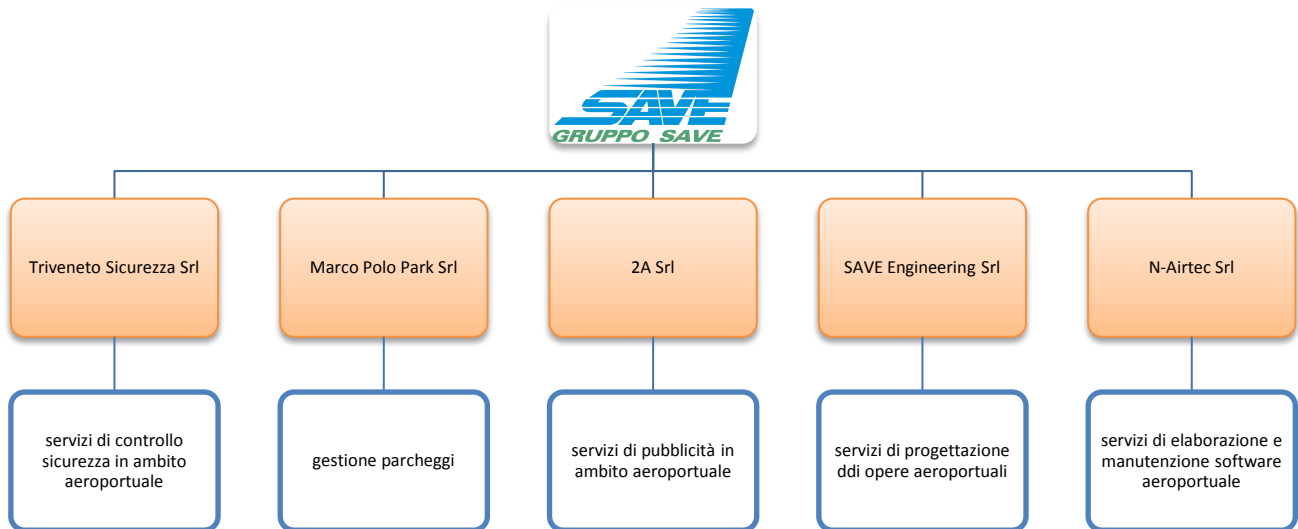 SAVE
GRUPPO SAVE
Triveneto Sicurezza Srl
Marco Polo Park Srl
2A Srl
SAVE Engineering Srl
N-Airtec Srl
servizi di controllo
sicurezza in ambito
aeroportuale
gestione parcheggi
servizi di pubblicità in
ambito aeroportuale
servizi di progettazione
ddi opere aeroportuali
servizi di elaborazione e
manutenzione software
aeroportuale